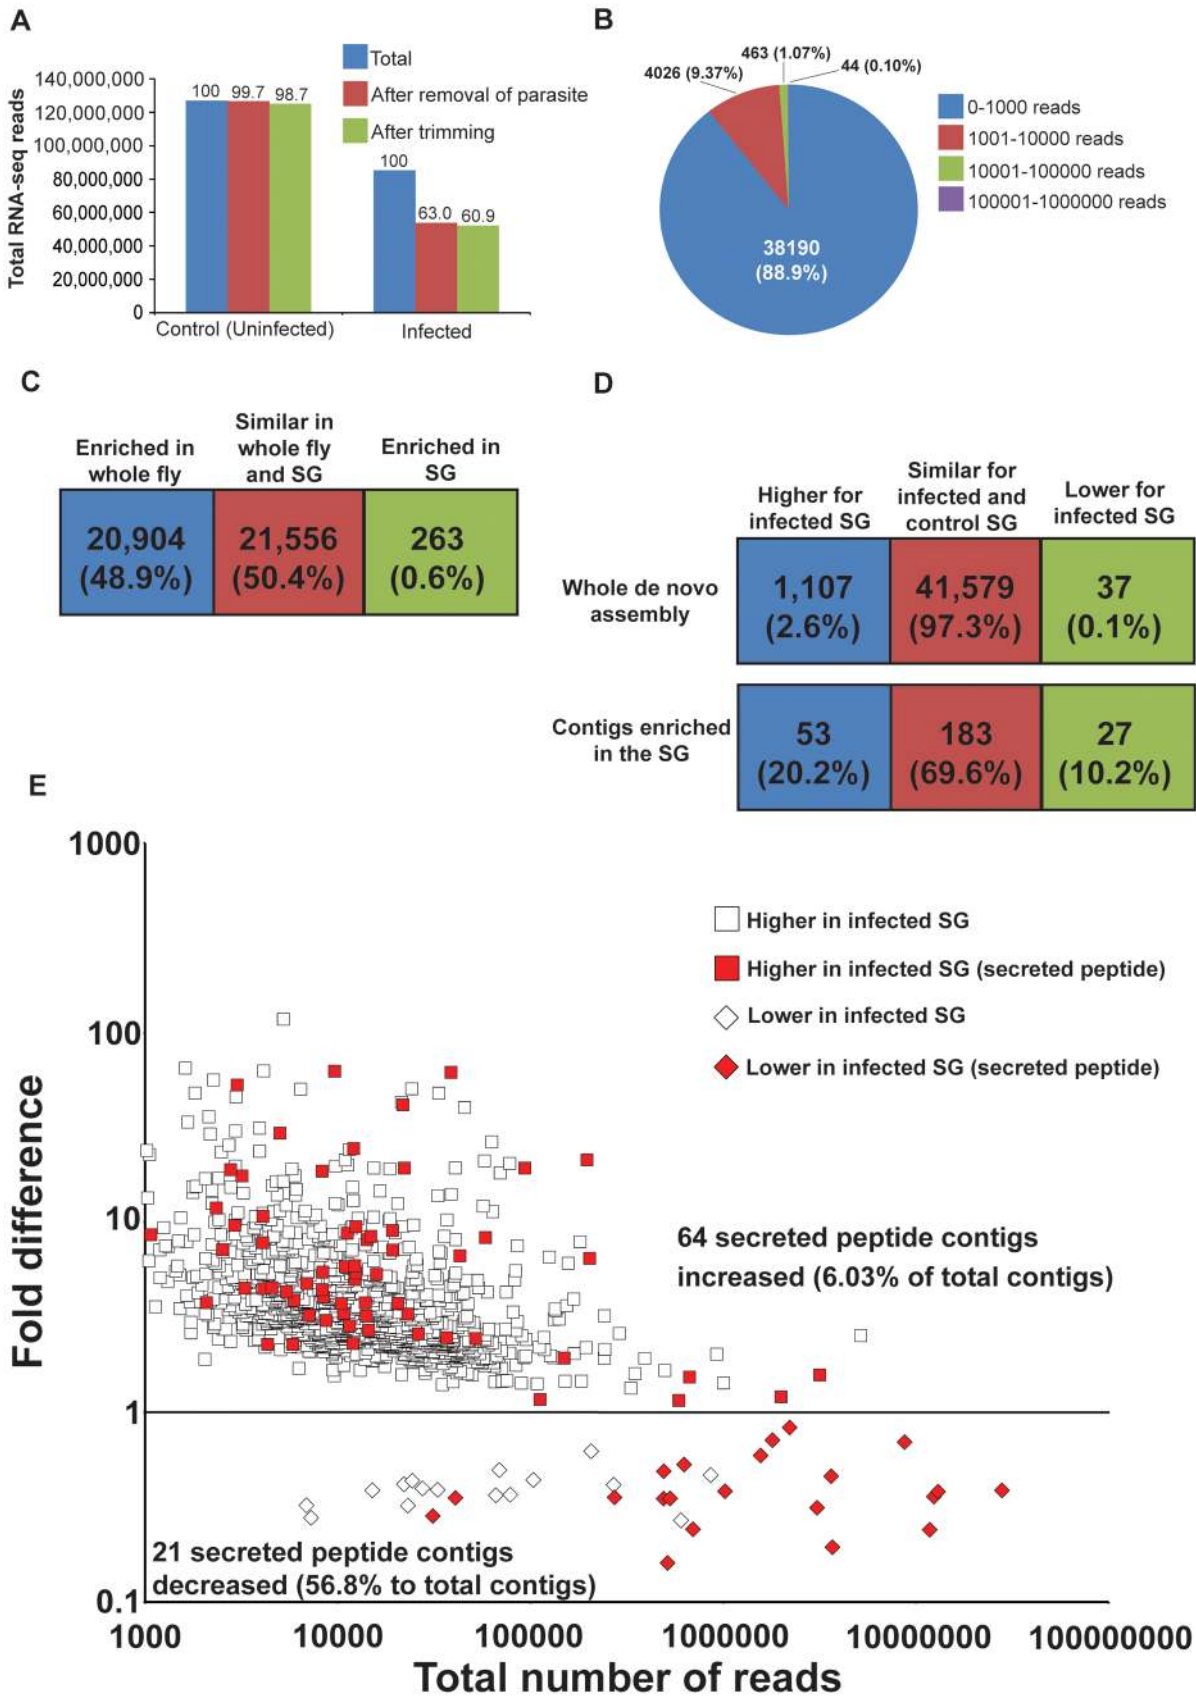 A
Total RNA-seq reads
140,000,000
120,000,000
100,000,000
80,000,000
60,000,000
40,000,000
20,000,000
0
Total
After removal of parasite
After trimming
100 99.7 98.7
100
63.0 60.9
Control (Uninfected)
Infected
B
463 (1.07%)
4026 (9.37%)
44 (0.10%)
38190
(88.9%)
0-1000 reads
1001-10000 reads
10001-100000 reads
100001-1000000 reads
C
Enriched in
whole fly
Similar in
whole fly
and SG
Enriched in
SG
20,904
(48.9%)
21,556
(50.4%)
263
(0.6%)
D
Higher for
infected SG
Similar for
infected and
control SG
Lower for
infected SG
Whole de novo
assembly
1,107
(2.6%)
41,579
(97.3%)
37
(0.1%)
Contigs enriched
in the SG
53
(20.2%)
183
(69.6%)
27
(10.2%)
E
Fold difference
1000
100
10
1
0.1
Higher in infected SG
Higher in infected SG (secreted peptide)
Lower in infected SG
Lower in infected SG (secreted peptide)
64 secreted peptide contigs
increased (6.03% of total contigs)
21 secreted peptide contigs
decreased (56.8% to total contigs)
1000 10000 100000 1000000 10000000 100000000
Total number of reads